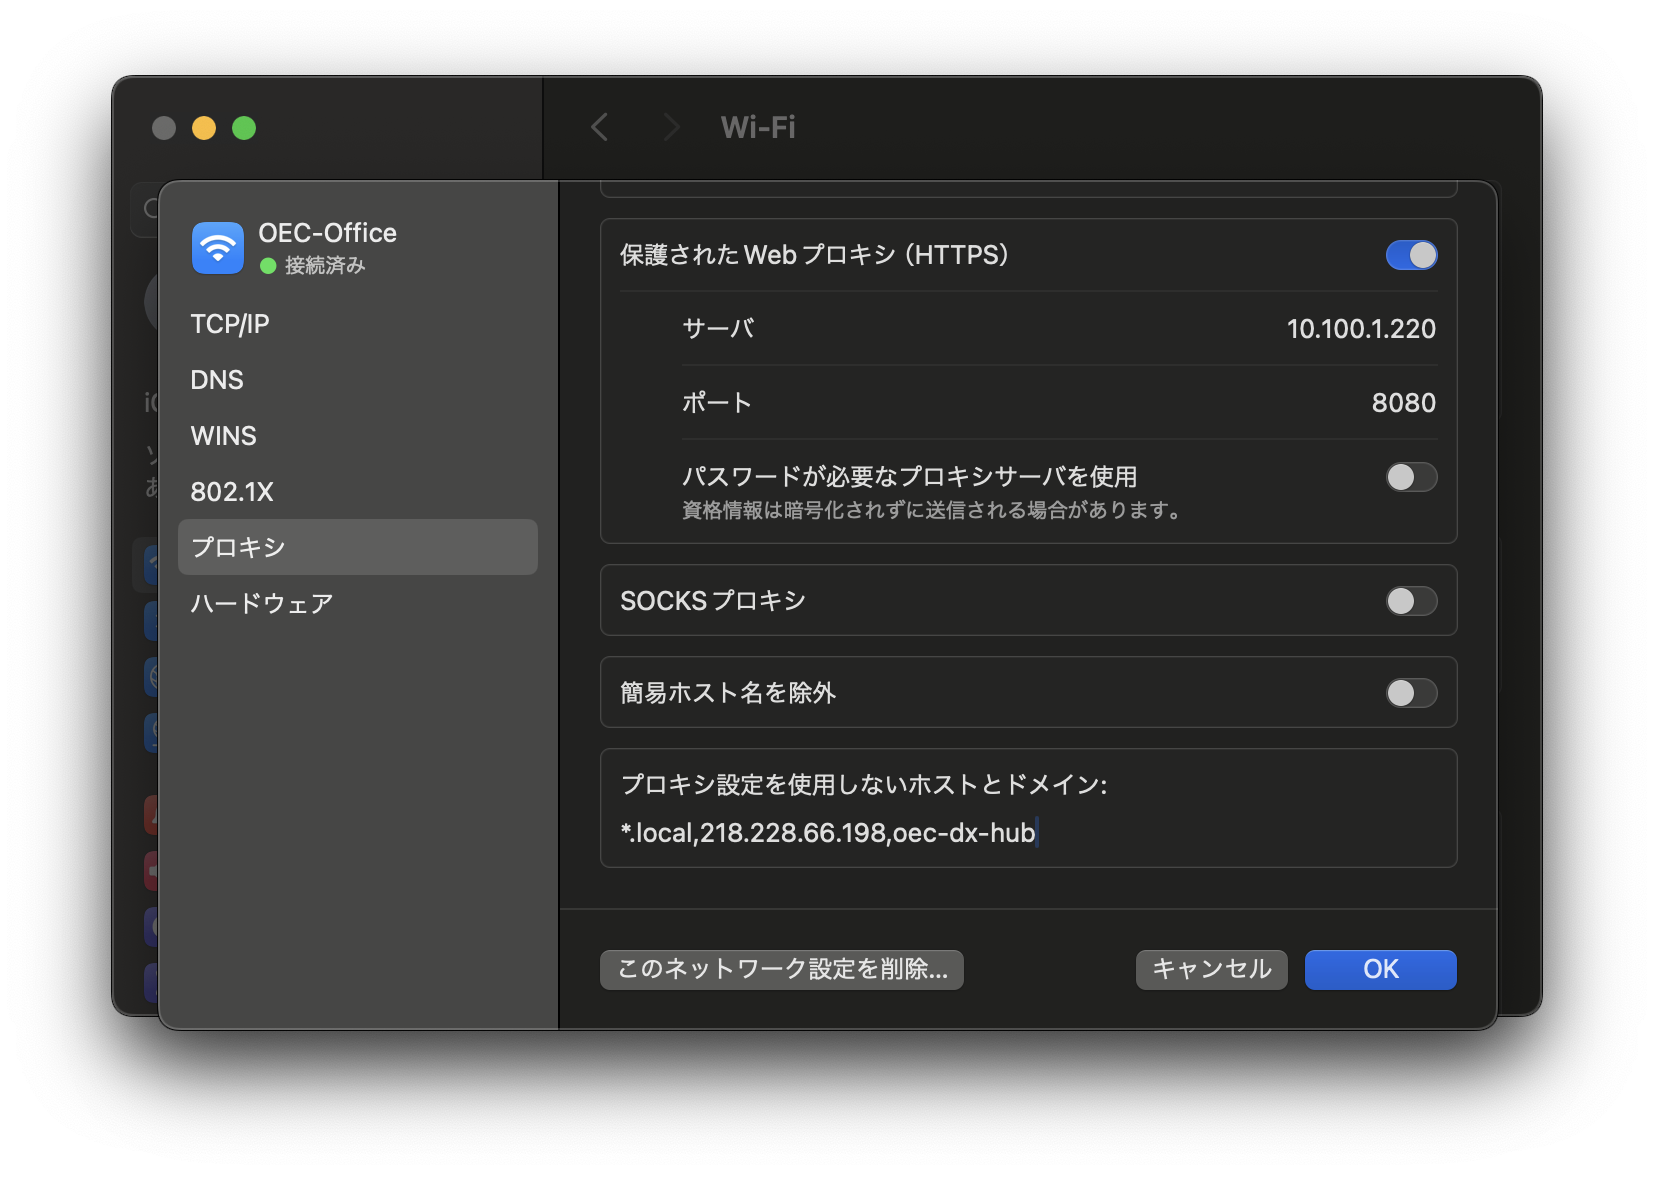 Wi-Fi
OEC-Office
接続済み
TCP/IP
DNS
WINS
802.1X
プロキシ
ハードウェア
保護されたWebプロキシ（HTTPS）
サーバ
10.100.1.220
ポート
8080
パスワードが必要なプロキシサーバを使用
資格情報は暗号化されずに送信される場合があります。
SOCKSプロキシ
簡易ホスト名を除外
プロキシ設定を使用しないホストとドメイン:
*.local,218.228.66.198,oec-dx-hub
このネットワーク設定を削除...
キャンセル
OK